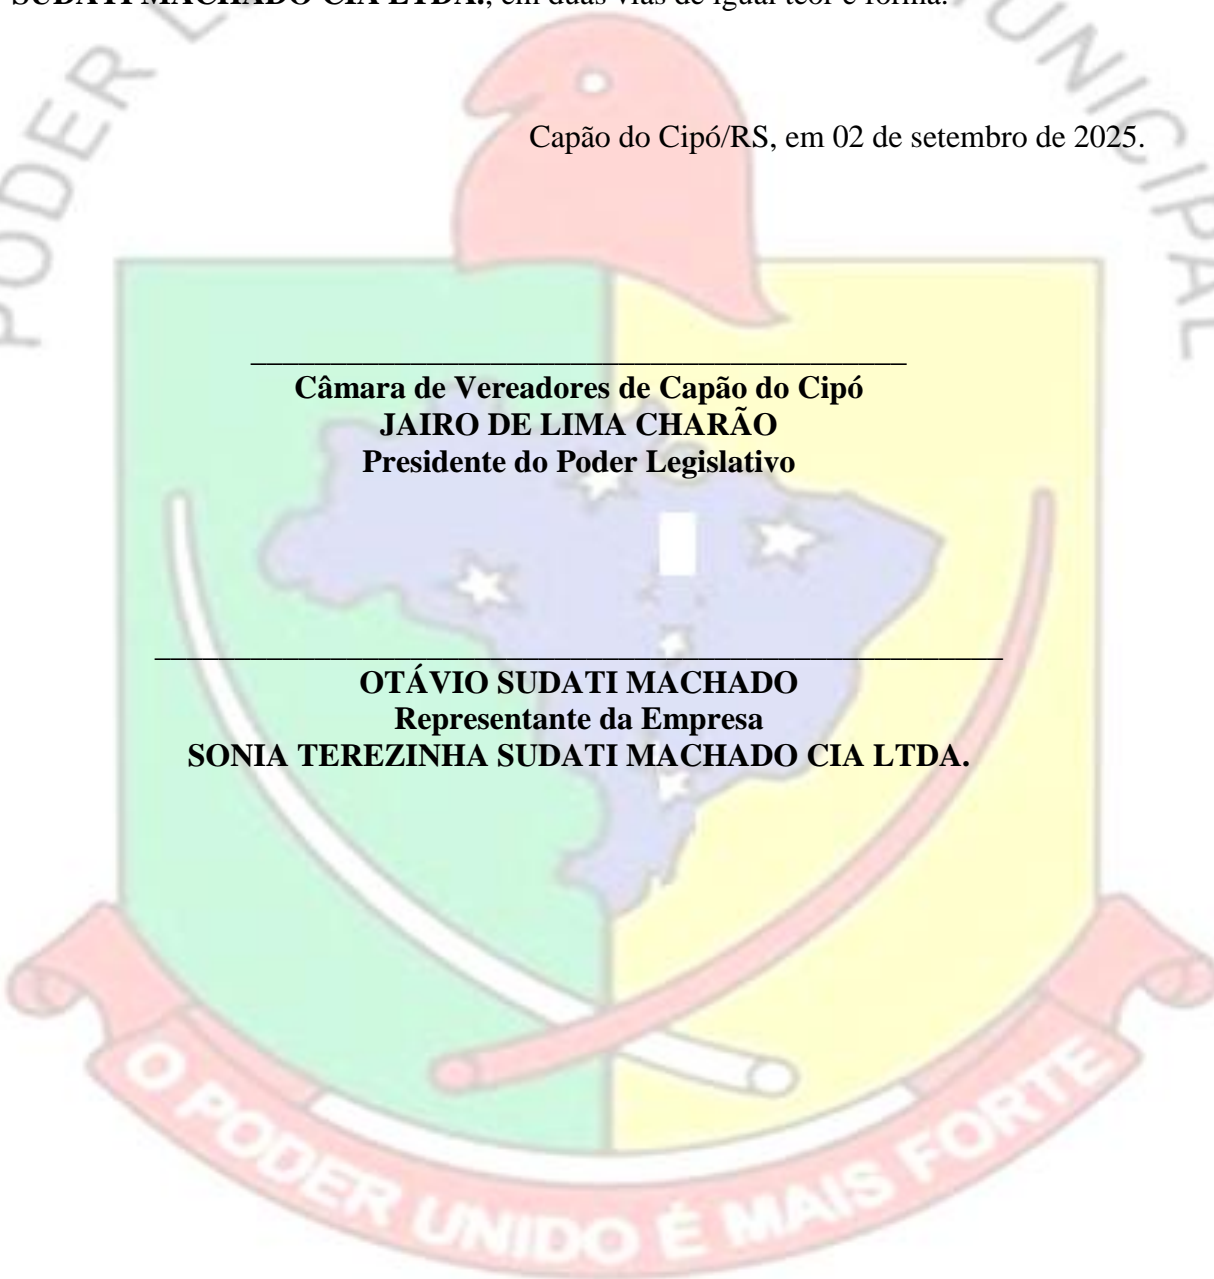 SUDATI MACHADO CIA LTDA., em duas vias de igual teor e forma.
Capão do Cipó/RS, em 02 de setembro de 2025.
Câmara de Vereadores de Capão do Cipó
JAIRO DE LIMA CHARÃO
Presidente do Poder Legislativo
OTÁVIO SUDATI MACHADO
Representante da Empresa
SONIA TEREZINHA SUDATI MACHADO CIA LTDA.
PODER
UNICIPAL
O PODER UNIDO É MAIS FORTE